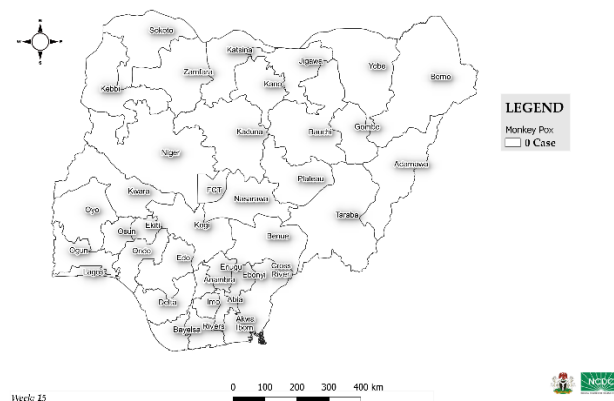 Sokoto
Katsina
Jigawa
Yobe
Borno
Zamfara
Kano
Kebbi
LEGEND
Monkey Pox
0 Case
Gombe
Kaduna
Bauchi
Niger
Adamawa
Plateau
FCT
Kwara
Nasarawa
Oyo
Taraba
Ekiti
Kogi
Osun
Benue
Ogun
Ondo
Edo
Enugu
Cross
River
Lagos
Anambra
Ebonyi
Delta
Imo
Abia
Akwa
Ibom
Bayelsa
Rivers
0 100 200 300 400 km
Week: 15
NCDC